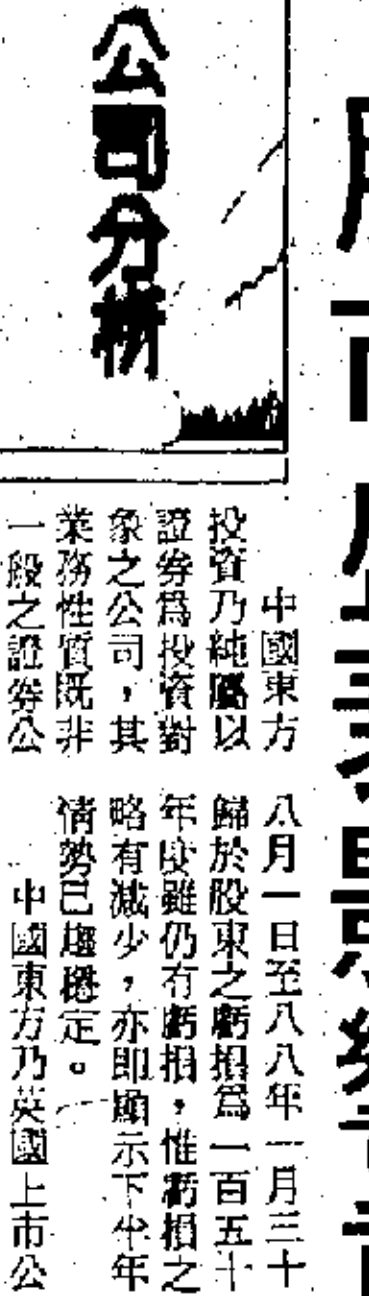 公司分析
中國東方
投資乃純屬以
證券爲投資對
象之公司，其
業務性質既非
一般之證券公
八月一日至八八年一月三十
歸於股東之虧損爲一百五十
年度雖仍有虧損，惟虧損之
略有減少，亦即顯示下半年
情勢已趨穩定。
中國東方乃英國上市公